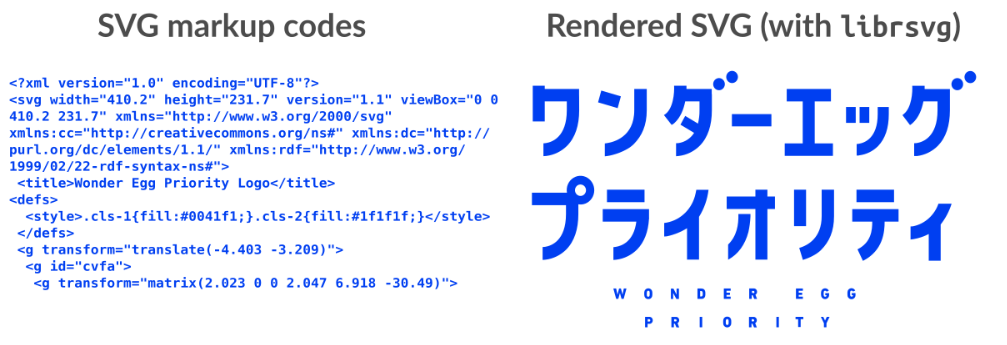 SVG markup codes
Rendered SVG (with librsvg)
<?xml version="1.0" encoding="UTF-8"?>
<svg width="410.2" height="231.7" version="1.1" viewBox="0 0
410.2 231.7" xmlns="http://www.w3.org/2000/svg"
xmlns:cc="http://creativecommons.org/ns#" xmlns:dc="http://
purl.org/dc/elements/1.1/" xmlns:rdf="http://www.w3.org/
1999/02/22-rdf-syntax-ns#">
<title>Wonder Egg Priority Logo</title>
<defs>
<style>.cls-1{fill:#0041f1;}.cls-2{fill:#1f1f1f;}</style>
</defs>
<g transform="translate(-4.403 -3.209)">
<g id="cvfa">
<g transform="matrix(2.023 0 0 2.047 6.918 -30.49)">
ワンダーエッグ
プライオリティ
WONDER EGG
PRIORITY